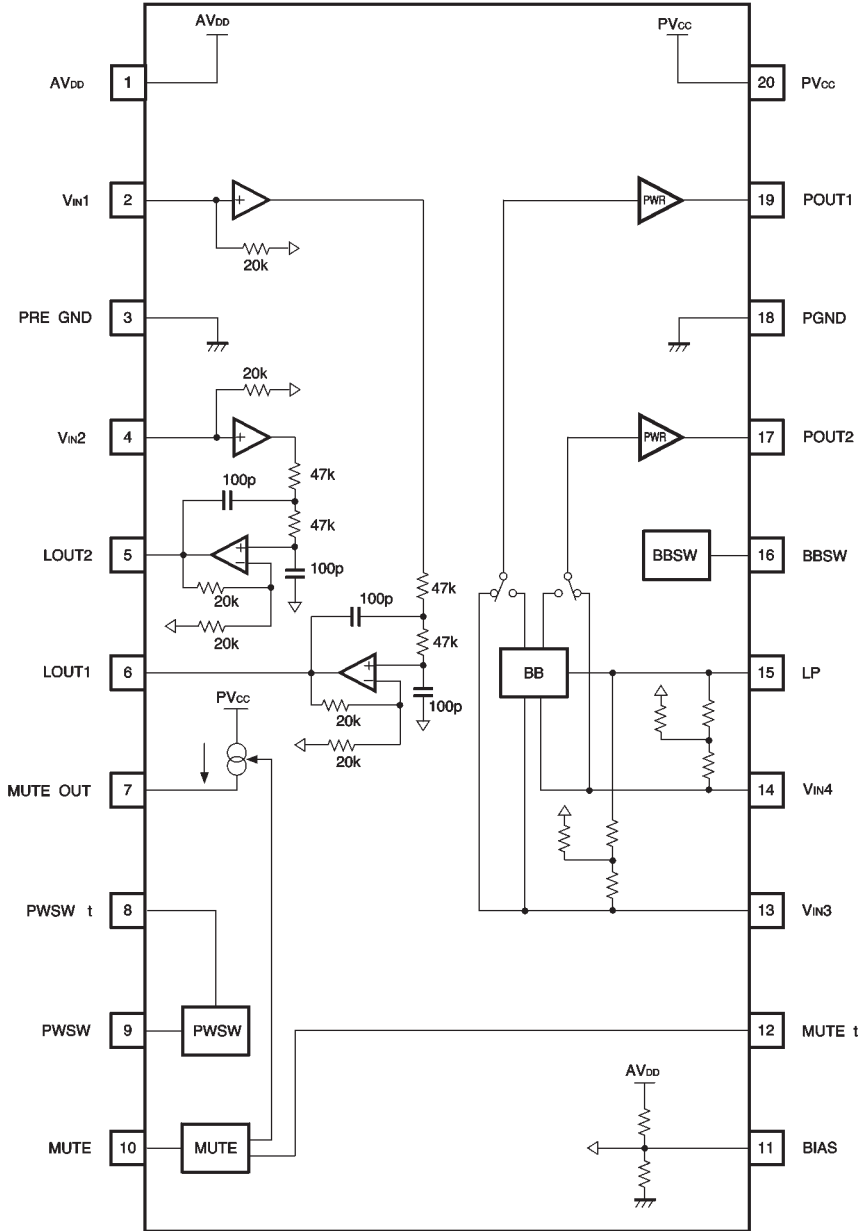 AVDD
PVCC
AVDD 1
20 PVCC
VIN1 2
+
PWR
19 POUT1
20k
PRE GND 3
18 PGND
20k
VIN2 4
+
PWR
17 POUT2
47k
100p
47k
LOUT2 5
+
−
BBSW
16 BBSW
100p
20k
20k
47k
100p
47k
LOUT1 6
+
−
BB
15 LP
100p
20k
20k
PVCC
MUTE OUT 7
14 VIN4
PWSW t 8
13 VIN3
PWSW 9
PWSW
12 MUTE t
AVDD
MUTE 10
MUTE
11 BIAS